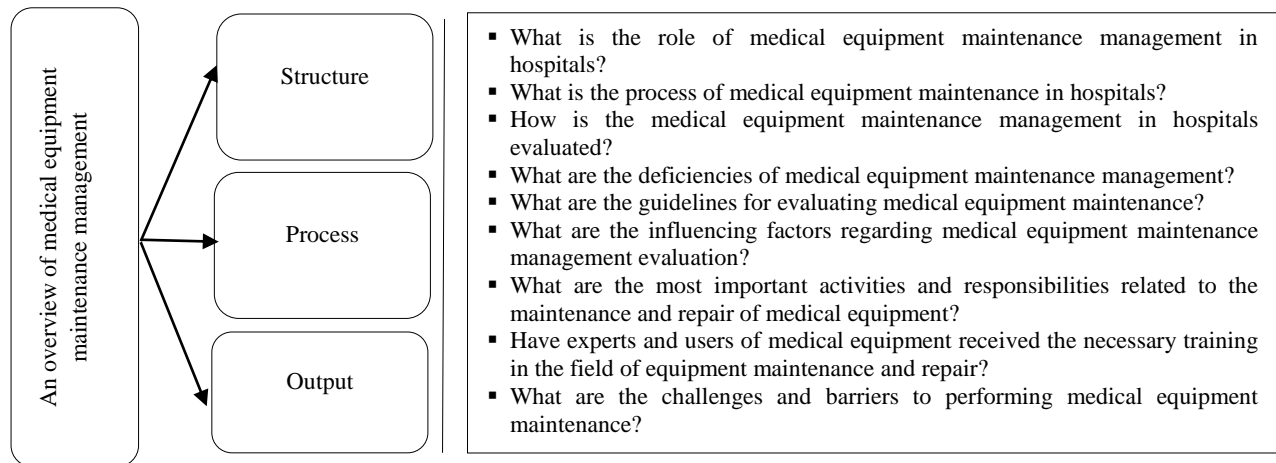 An overview of medical equipment
maintenance management
Structure
Process
Output
▪ What is the role of medical equipment maintenance management in
hospitals?
▪ What is the process of medical equipment maintenance in hospitals?
▪ How is the medical equipment maintenance management in hospitals
evaluated?
▪ What are the deficiencies of medical equipment maintenance management?
▪ What are the guidelines for evaluating medical equipment maintenance?
▪ What are the influencing factors regarding medical equipment maintenance
management evaluation?
▪ What are the most important activities and responsibilities related to the
maintenance and repair of medical equipment?
▪ Have experts and users of medical equipment received the necessary training
in the field of equipment maintenance and repair?
▪ What are the challenges and barriers to performing medical equipment
maintenance?